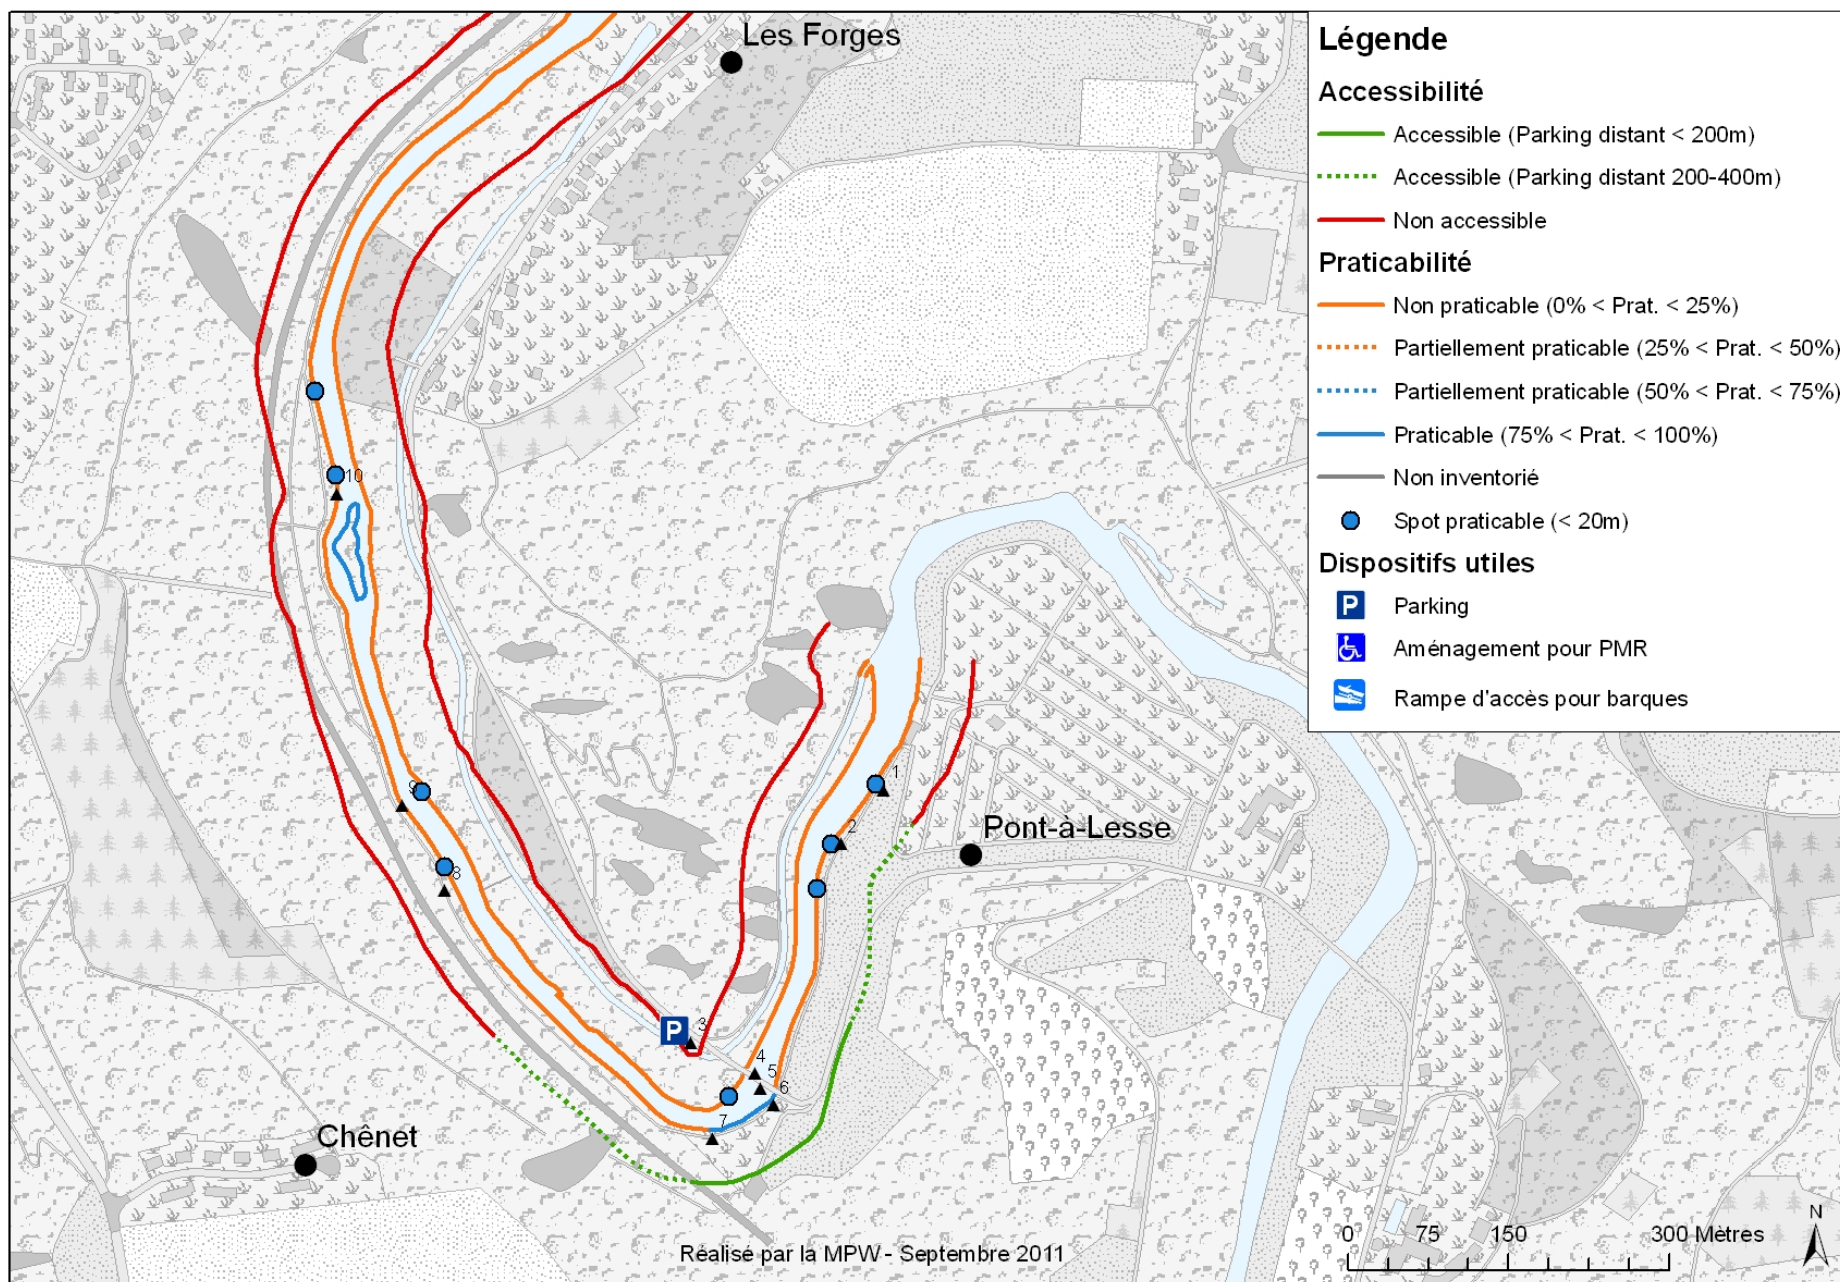 Les Forges
10
1
2
9
8
3
4
5
6
7
Pont-à-Lesse
Chênet
Légende
Accessibilité
Accessible (Parking distant < 200m)
Accessible (Parking distant 200-400m)
Non accessible
Praticabilité
Non praticable (0% < Prat. < 25%)
Partiellement praticable (25% < Prat. < 50%)
Partiellement praticable (50% < Prat. < 75%)
Praticable (75% < Prat. < 100%)
Non inventorié
Spot praticable (< 20m)
Dispositifs utiles
P Parking
Aménagement pour PMR
Rampe d'accès pour barques
P
Réalisé par la MPW - Septembre 2011
0 75 150 300 Mètres
N